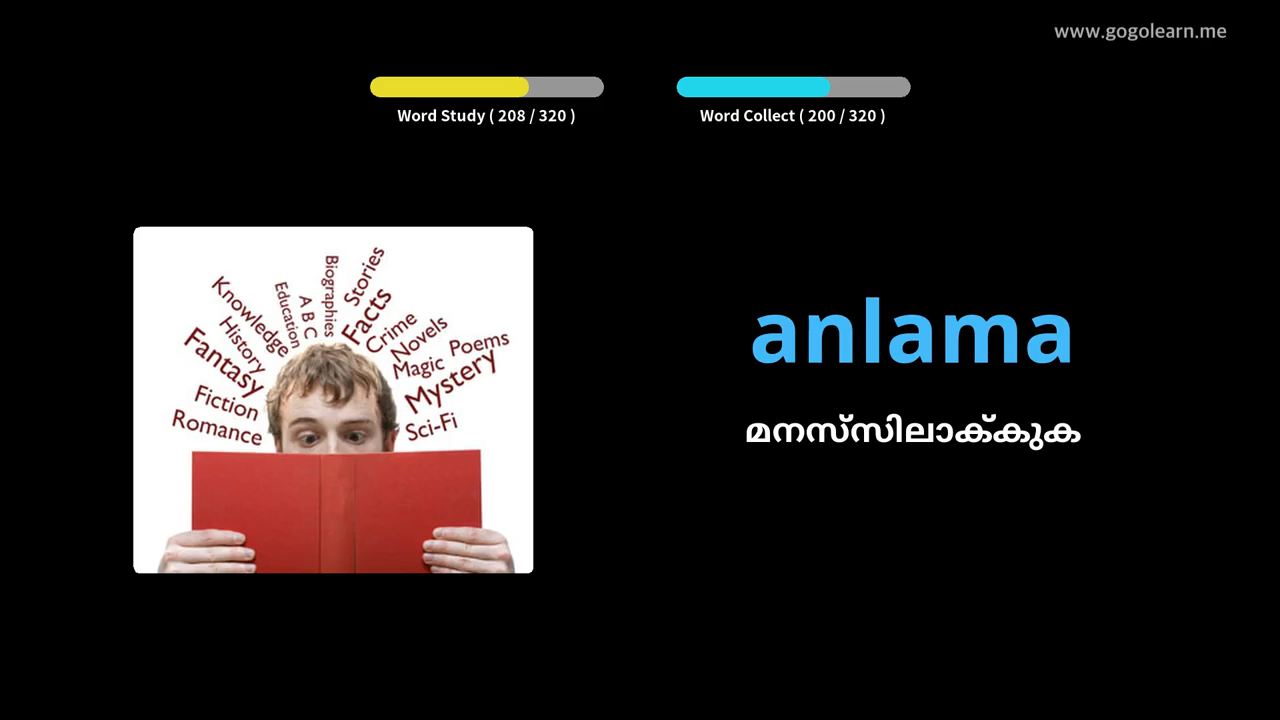 www.gogolearn.me
Word Study ( 208 / 320 )
Word Collect ( 200 / 320 )
Biographies
Stories
Knowledge
Education
A B C
Facts
History
Crime
Novels
Fantasy
Magic
Poems
Mystery
Fiction
Romance
Sci-Fi
anlama
മനസ്സിലാക്കുക